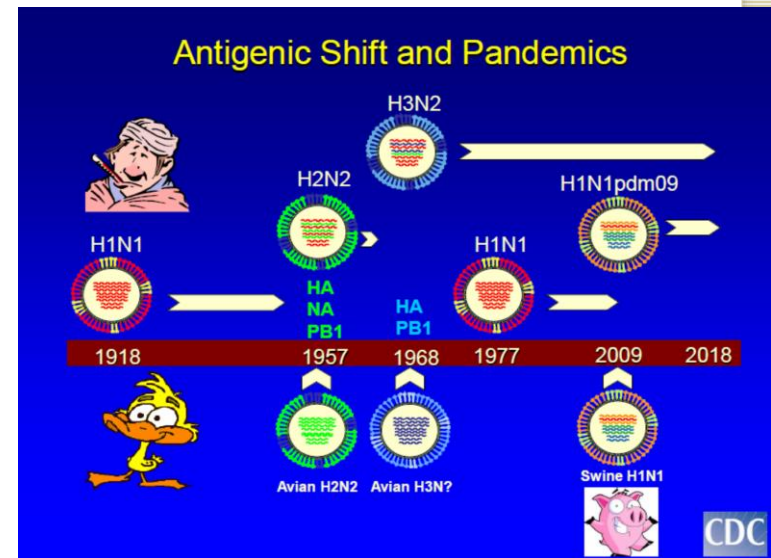 Antigenic Shift and Pandemics
H3N2
H2N2
H1N1pdm09
H1N1
H1N1
HA
NA
PB1
HA
PB1
1918 1957 1968 1977 2009 2018
Avian H2N2 Avian H3N?
Swine H1N1
CDC